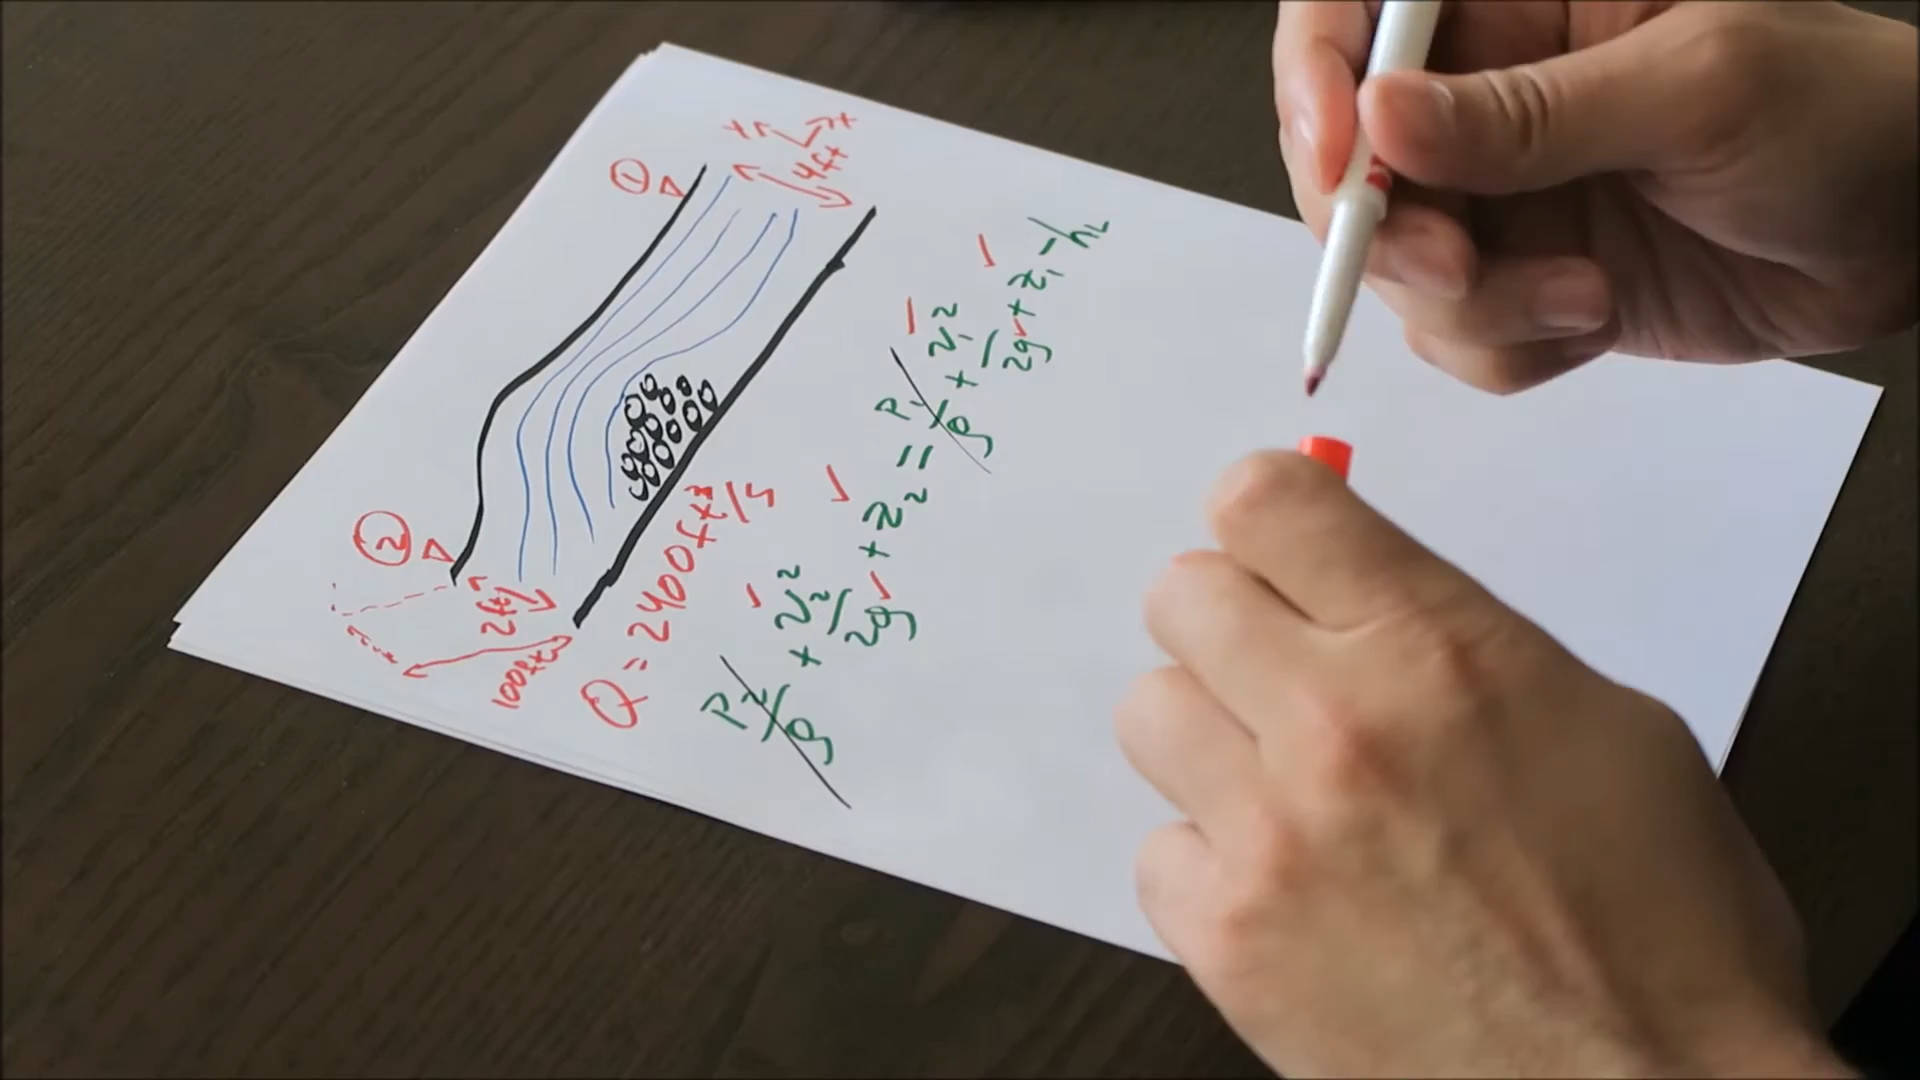 ①
4ft
②
2ft
100ft
Q = 2400ft³/s
P₂/ρ + V₂²/2g + z₂ = P₁/ρ + V₁²/2g + z₁ - hL